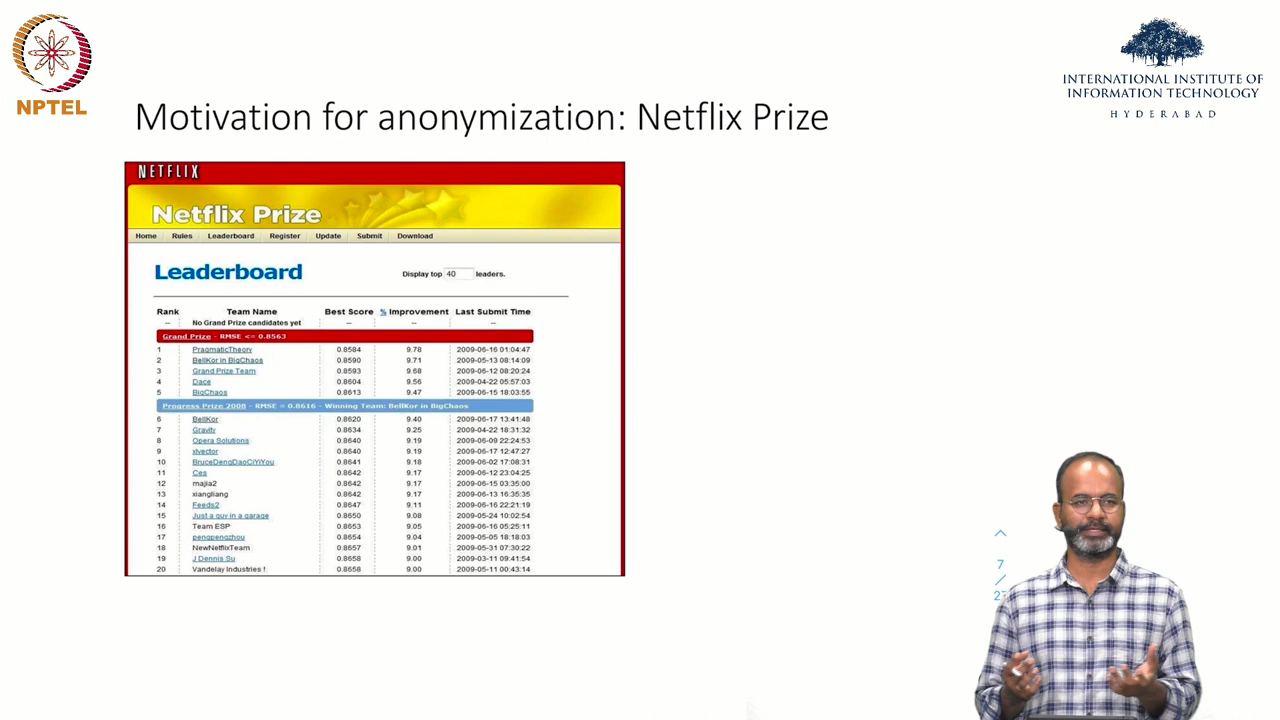 NPTEL
INTERNATIONAL INSTITUTE OF
INFORMATION TECHNOLOGY
HYDERABAD
Motivation for anonymization: Netflix Prize
NETFLIX
Netflix Prize
Home Rules Leaderboard Register Update Submit Download
Leaderboard
Display top 40 leaders.
Rank Team Name Best Score % Improvement Last Submit Time
-- No Grand Prize candidates yet -- -- --
Grand Prize - RMSE <= 0.8563
1 PragmaticTheory 0.8584 9.78 2009-06-16 01:04:47
2 BellKor in BigChaos 0.8590 9.71 2009-05-13 08:14:09
3 Grand Prize Team 0.8593 9.68 2009-06-12 08:20:24
4 Dace 0.8604 9.56 2009-04-22 05:57:03
5 BigChaos 0.8613 9.47 2009-06-15 18:03:55
Progress Prize 2008 - RMSE = 0.8616 - Winning Team: BellKor in BigChaos
6 BellKor 0.8620 9.40 2009-06-17 13:41:48
7 Gravity 0.8634 9.25 2009-04-22 18:31:32
8 Opera Solutions 0.8640 9.19 2009-06-09 22:24:53
9 xlvector 0.8640 9.19 2009-06-17 12:47:27
10 BruceDengDaoCiYiYou 0.8641 9.18 2009-06-02 17:08:31
11 Ces 0.8642 9.17 2009-06-12 23:04:25
12 majia2 0.8642 9.17 2009-06-15 03:35:00
13 xiangliang 0.8642 9.17 2009-06-13 16:35:35
14 Feeds2 0.8647 9.11 2009-06-16 22:21:19
15 Just a guy in a garage 0.8650 9.08 2009-05-24 10:02:54
16 Team ESP 0.8653 9.05 2009-06-16 05:25:11
17 pengpengzhou 0.8654 9.04 2009-05-05 18:18:03
18 NewNetflixTeam 0.8657 9.01 2009-05-31 07:30:22
19 J Dennis Su 0.8658 9.00 2009-03-11 09:41:54
20 Vandelay Industries ! 0.8658 9.00 2009-05-11 00:43:14
7
/